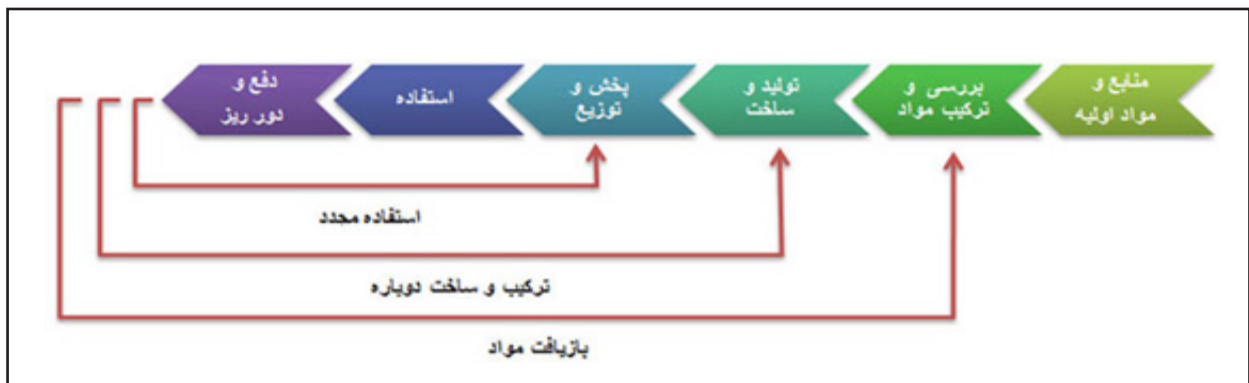 منابع و
مواد اولیه
بررسی و
ترکیب مواد
تولید و
ساخت
پخش و
توزیع
استفاده
دفع و
دور ریز
استفاده مجدد
ترکیب و ساخت دوباره
بازیافت مواد